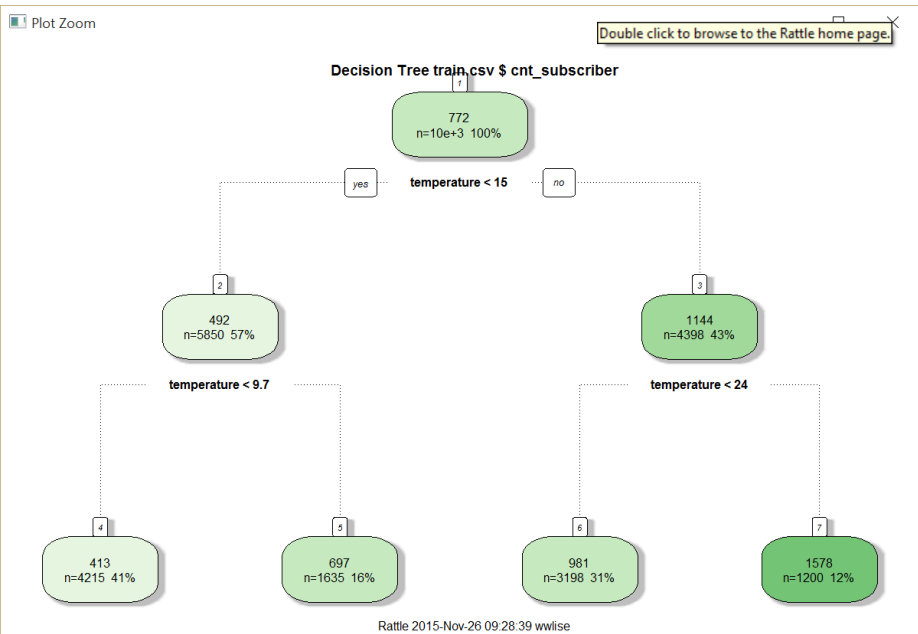 Plot Zoom
Double click to browse to the Rattle home page.
Decision Tree train.csv $ cnt_subscriber
1
772
n=10e+3 100%
yes temperature < 15 no
2 3
492 1144
n=5850 57% n=4398 43%
temperature < 9.7 temperature < 24
4 5 6 7
413 697 981 1578
n=4215 41% n=1635 16% n=3198 31% n=1200 12%
Rattle 2015-Nov-26 09:28:39 wwlise